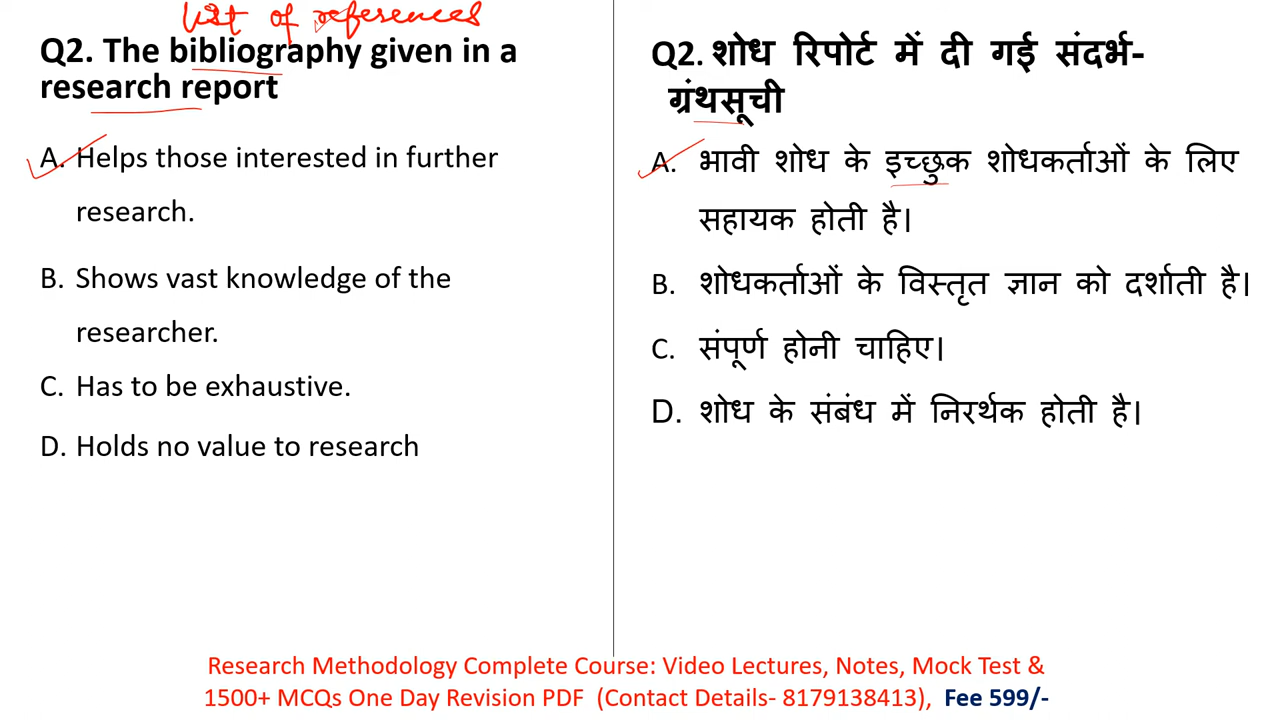 list of references
Q2. The bibliography given in a
research report
A. Helps those interested in further
research.
B. Shows vast knowledge of the
researcher.
C. Has to be exhaustive.
D. Holds no value to research
Q2. शोध रिपोर्ट में दी गई संदर्भ-
ग्रंथसूची
A. भावी शोध के इच्छुक शोधकर्ताओं के लिए
सहायक होती है।
B. शोधकर्ताओं के विस्तृत ज्ञान को दर्शाती है।
C. संपूर्ण होनी चाहिए।
D. शोध के संबंध में निरर्थक होती है।
Research Methodology Complete Course: Video Lectures, Notes, Mock Test &
1500+ MCQs One Day Revision PDF (Contact Details- 8179138413), Fee 599/-